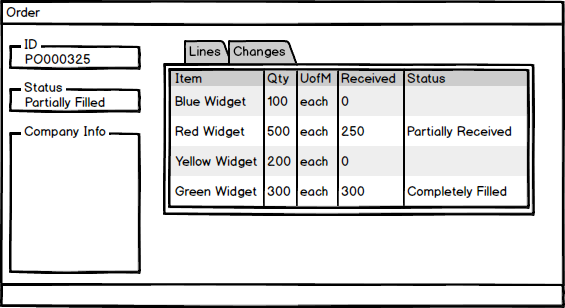 Order
ID
PO000325
Status
Partially Filled
Company Info
Lines Changes
Item Qty UofM Received Status
Blue Widget 100 each 0
Red Widget 500 each 250 Partially Received
Yellow Widget 200 each 0
Green Widget 300 each 300 Completely Filled